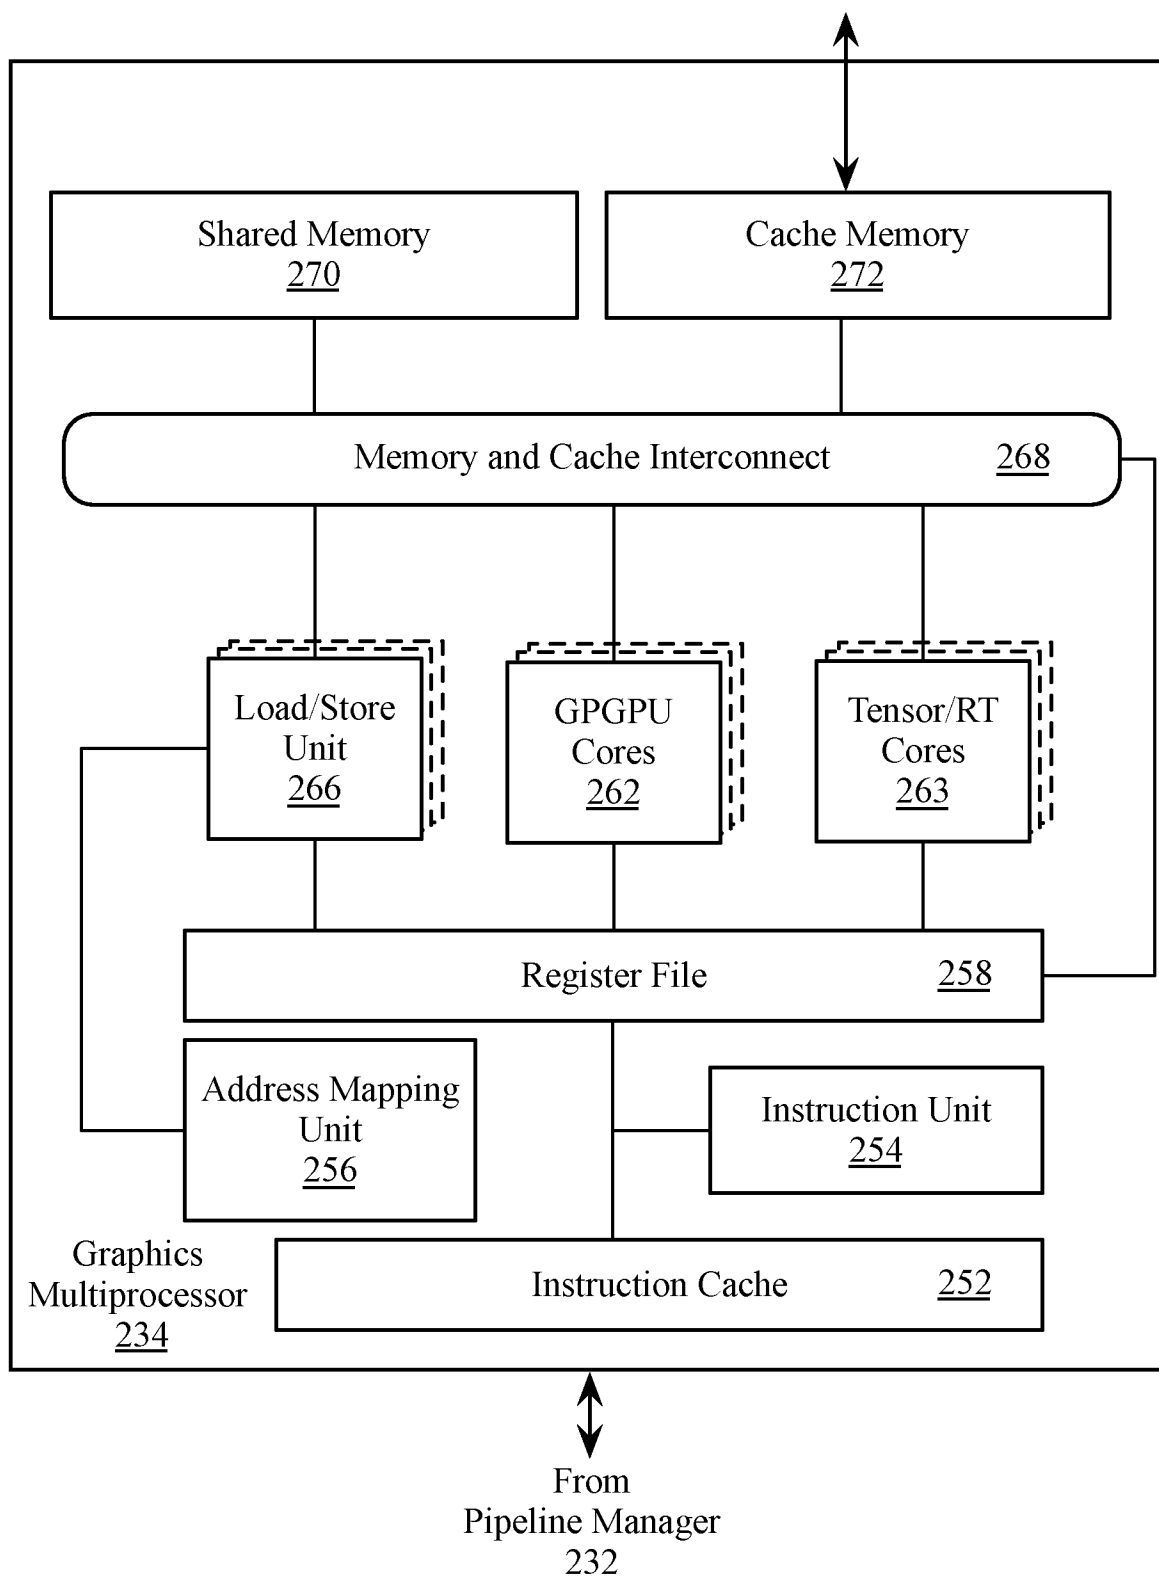 Shared Memory
270
Cache Memory
272
Memory and Cache Interconnect 268
Load/Store
Unit
266
GPGPU
Cores
262
Tensor/RT
Cores
263
Register File 258
Address Mapping
Unit
256
Instruction Unit
254
Graphics
Multiprocessor
234
Instruction Cache 252
From
Pipeline Manager
232